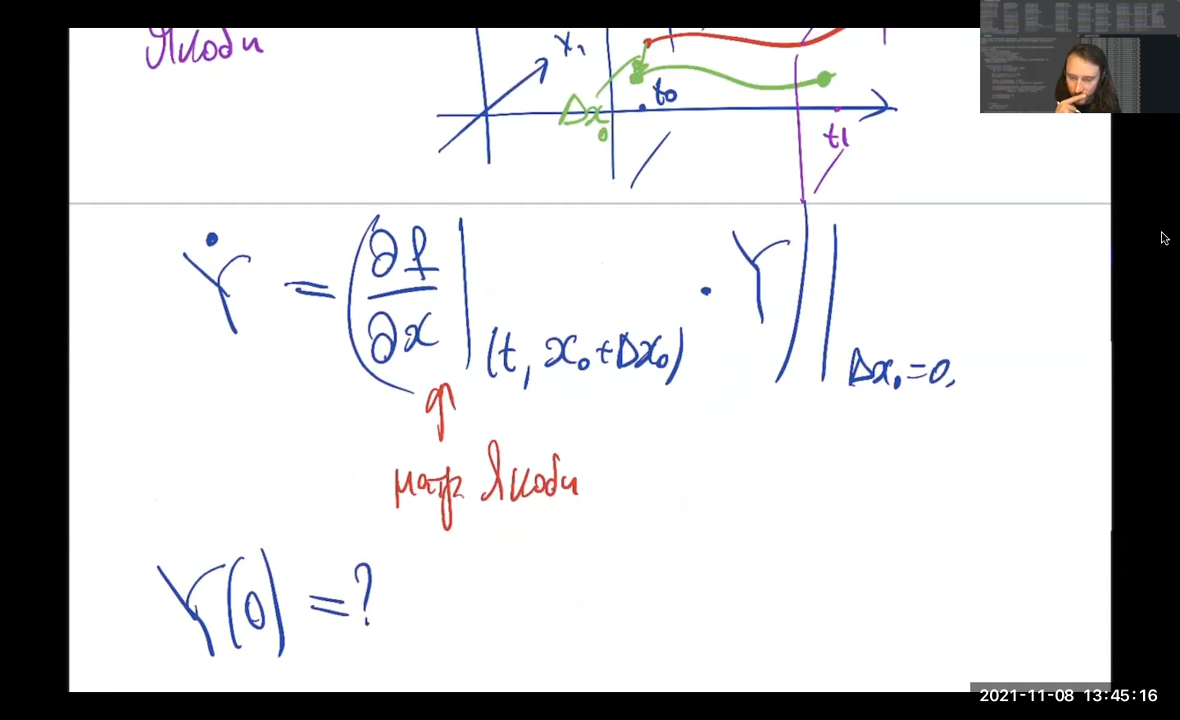 Якоби
x₁
Δx₀
t₀
t1
Ẏ = (∂f/∂x |(t, x₀+Δx₀) · Y) |Δx₀=0,
матр Якоби
Y(0) = ?
2021-11-08 13:45:16